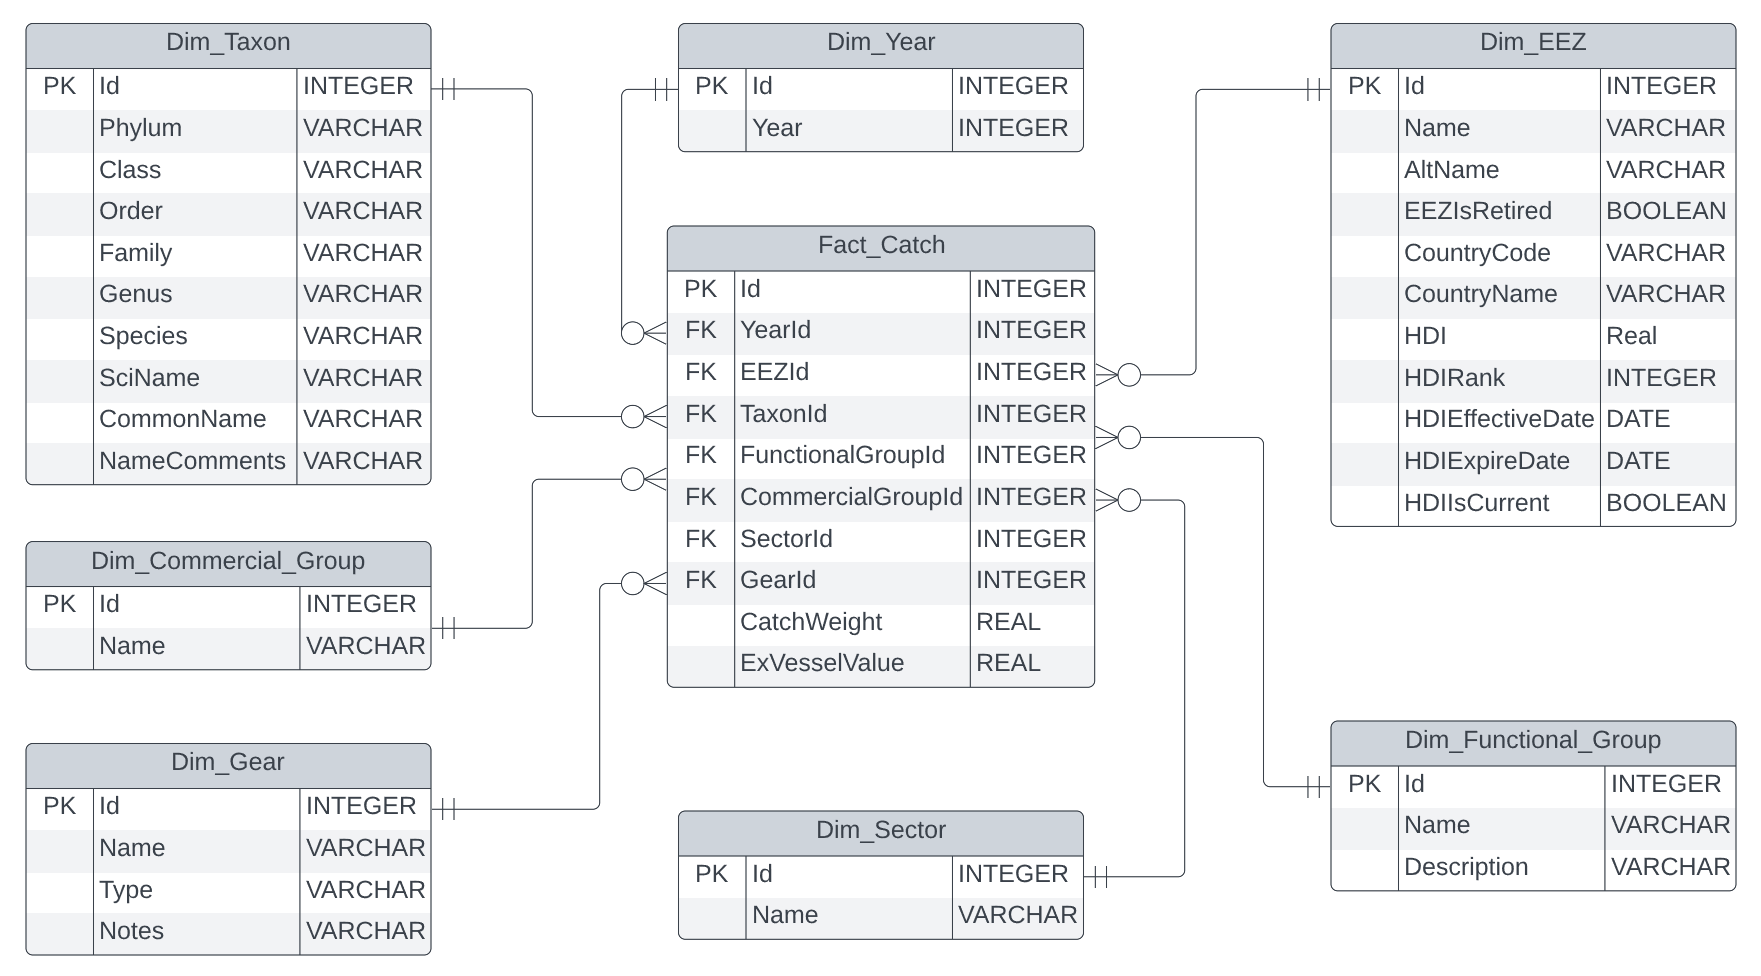 Dim_Taxon
PK Id INTEGER
Phylum VARCHAR
Class VARCHAR
Order VARCHAR
Family VARCHAR
Genus VARCHAR
Species VARCHAR
SciName VARCHAR
CommonName VARCHAR
NameComments VARCHAR
Dim_Year
PK Id INTEGER
Year INTEGER
Dim_EEZ
PK Id INTEGER
Name VARCHAR
AltName VARCHAR
EEZIsRetired BOOLEAN
CountryCode VARCHAR
CountryName VARCHAR
HDI Real
HDIRank INTEGER
HDIEffectiveDate DATE
HDIExpireDate DATE
HDIIsCurrent BOOLEAN
Fact_Catch
PK Id INTEGER
FK YearId INTEGER
FK EEZId INTEGER
FK TaxonId INTEGER
FK FunctionalGroupId INTEGER
FK CommercialGroupId INTEGER
FK SectorId INTEGER
FK GearId INTEGER
CatchWeight REAL
ExVesselValue REAL
Dim_Commercial_Group
PK Id INTEGER
Name VARCHAR
Dim_Gear
PK Id INTEGER
Name VARCHAR
Type VARCHAR
Notes VARCHAR
Dim_Sector
PK Id INTEGER
Name VARCHAR
Dim_Functional_Group
PK Id INTEGER
Name VARCHAR
Description VARCHAR